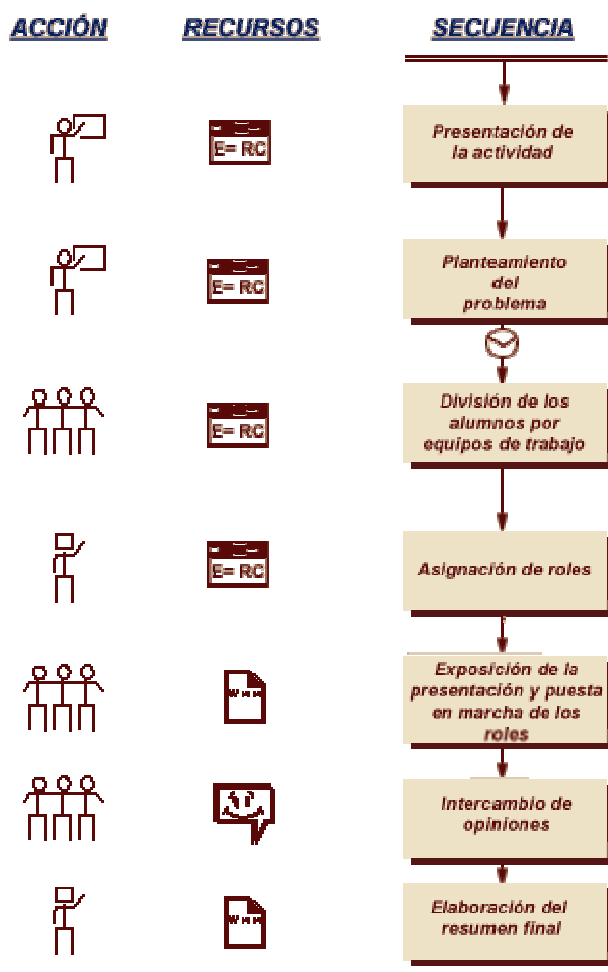 ACCIÓN RECURSOS SECUENCIA
E= RC
Presentación de
la actividad
E= RC
Planteamiento
del
problema
E= RC
División de los
alumnos por
equipos de trabajo
E= RC
Asignación de roles
Exposición de la
presentación y puesta
en marcha de los
roles
Intercambio de
opiniones
Elaboración del
resumen final